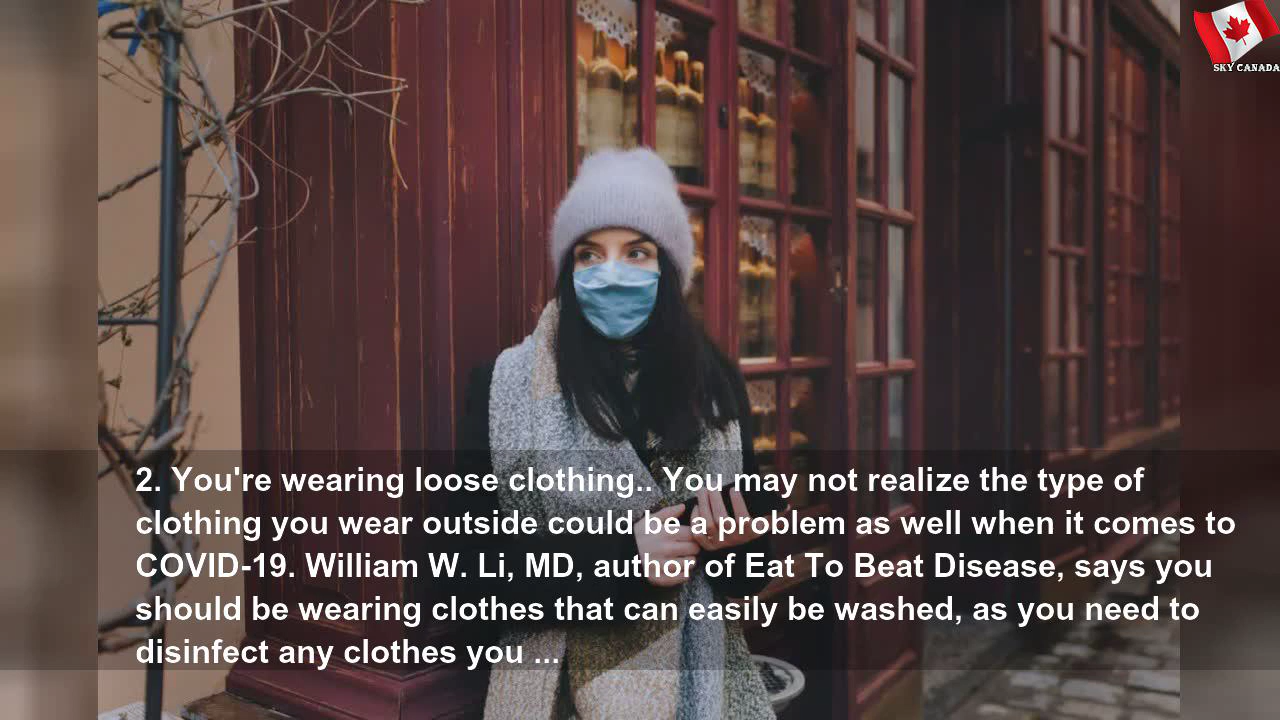 SKY CANADA
2. You're wearing loose clothing.. You may not realize the type of
clothing you wear outside could be a problem as well when it comes to
COVID-19. William W. Li, MD, author of Eat To Beat Disease, says you
should be wearing clothes that can easily be washed, as you need to
disinfect any clothes you ...